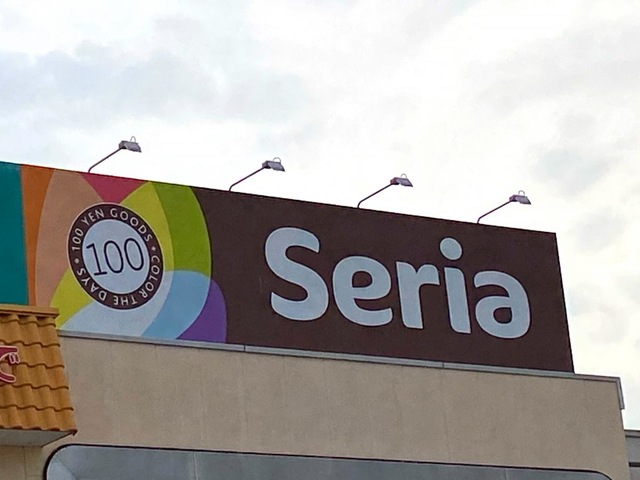 100 YEN GOODS
100
COLOR THE DAYS
Seria